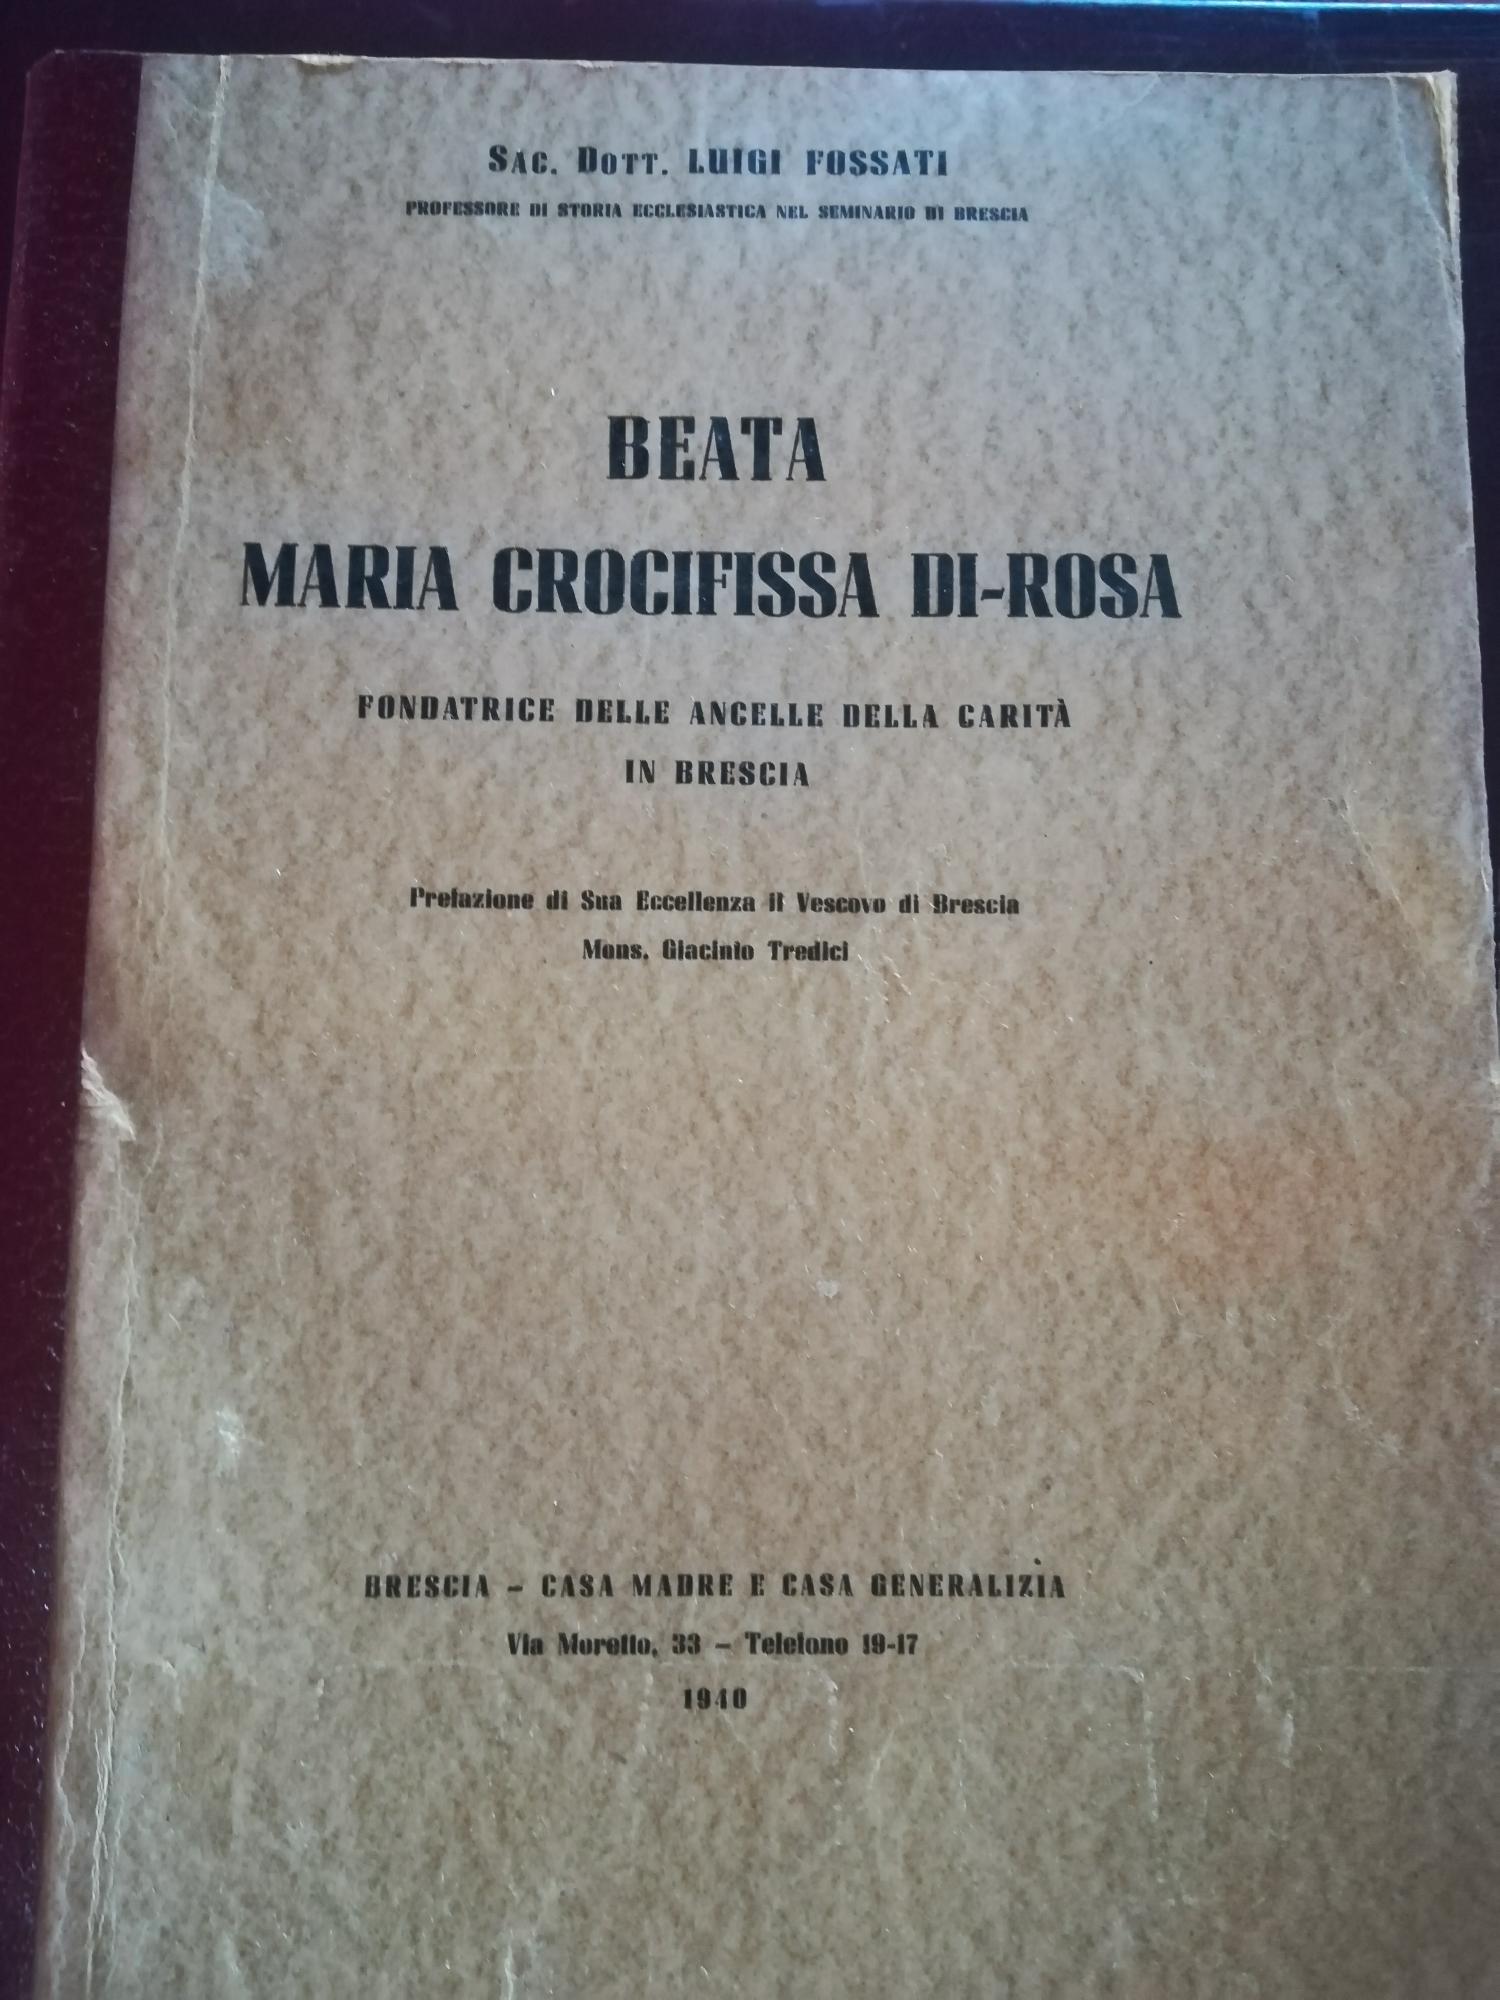 SAC. DOTT. LUIGI FOSSATI
PROFESSORE DI STORIA ECCLESIASTICA NEL SEMINARIO DI BRESCIA
BEATA
MARIA CROCIFISSA DI-ROSA
FONDATRICE DELLE ANCELLE DELLA CARITÀ
IN BRESCIA
Prefazione di Sua Eccellenza il Vescovo di Brescia
Mons. Giacinto Tredici
BRESCIA - CASA MADRE E CASA GENERALIZIA
Via Moretto, 33 - Telefono 19-17
1940